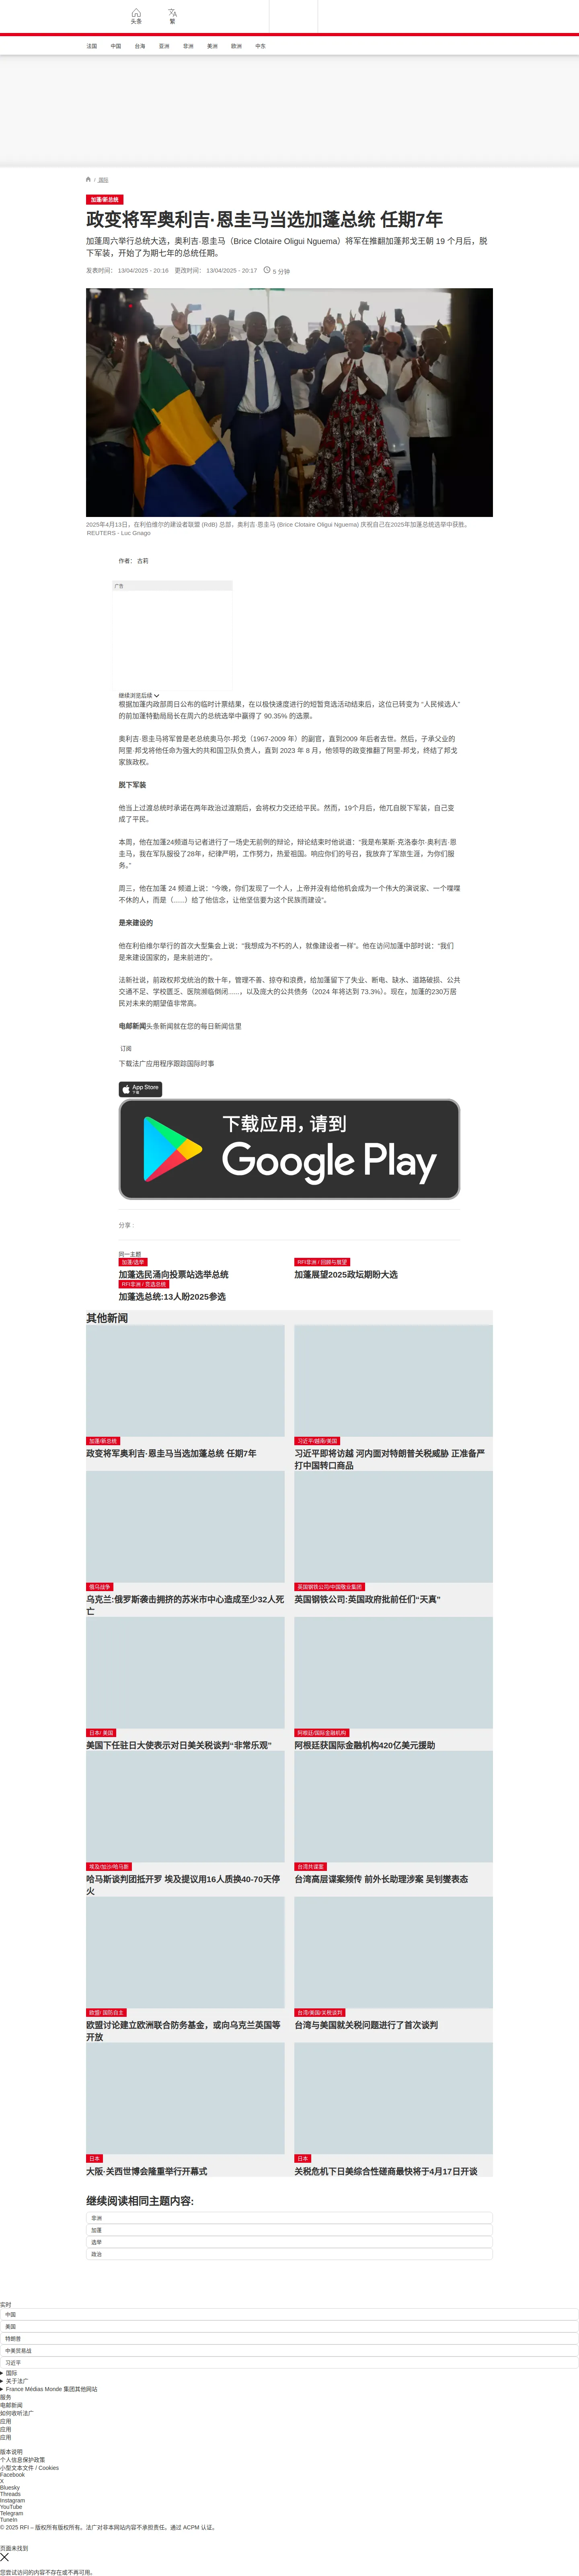 头条
繁
法国
中国
台海
亚洲
非洲
美洲
欧洲
中东
/ 国际
加蓬/新总统
政变将军奥利吉·恩圭马当选加蓬总统 任期7年
加蓬周六举行总统大选，奥利吉·恩圭马（Brice Clotaire Oligui Nguema）将军在推翻加蓬邦戈王朝 19 个月后，脱
下军装，开始了为期七年的总统任期。
发表时间： 13/04/2025 - 20:16 更改时间： 13/04/2025 - 20:17 5 分钟
2025年4月13日，在利伯维尔的建设者联盟 (RdB) 总部，奥利吉·恩圭马 (Brice Clotaire Oligui Nguema) 庆祝自己在2025年加蓬总统选举中获胜。
REUTERS - Luc Gnago
作者： 古莉
广告
继续浏览后续
根据加蓬内政部周日公布的临时计票结果，在以极快速度进行的短暂竞选活动结束后，这位已转变为 “人民候选人”
的前加蓬特勤局局长在周六的总统选举中赢得了 90.35% 的选票。
奥利吉·恩圭马将军曾是老总统奥马尔-邦戈（1967-2009 年）的副官，直到2009 年后者去世。然后，子承父业的
阿里·邦戈将他任命为强大的共和国卫队负责人，直到 2023 年 8 月，他领导的政变推翻了阿里-邦戈，终结了邦戈
家族政权。
脱下军装
他当上过渡总统时承诺在两年政治过渡期后，会将权力交还给平民。然而，19个月后，他兀自脱下军装，自己变
成了平民。
本周，他在加蓬24频道与记者进行了一场史无前例的辩论，辩论结束时他说道：“我是布莱斯·克洛泰尔·奥利吉·恩
圭马，我在军队服役了28年，纪律严明，工作努力，热爱祖国。响应你们的号召，我放弃了军旅生涯，为你们服
务。”
周三，他在加蓬 24 频道上说：“今晚，你们发现了一个人，上帝并没有给他机会成为一个伟大的演说家、一个喋喋
不休的人，而是（......）给了他信念，让他坚信要为这个民族而建设”。
是来建设的
他在利伯维尔举行的首次大型集会上说：“我想成为不朽的人，就像建设者一样”。他在访问加蓬中部时说：“我们
是来建设国家的，是来前进的”。
法新社说，前政权邦戈统治的数十年，管理不善、掠夺和浪费，给加蓬留下了失业、断电、缺水、道路破损、公共
交通不足、学校匮乏、医院濒临倒闭......，以及庞大的公共债务（2024 年将达到 73.3%）。现在，加蓬的230万居
民对未来的期望值非常高。
电邮新闻头条新闻就在您的每日新闻信里
订阅
下载法广应用程序跟踪国际时事
App Store
下载
下载应用，请到
Google Play
分享 :
同一主题
加蓬/选举
加蓬选民涌向投票站选举总统
RFI非洲 / 回顾与展望
加蓬展望2025政坛期盼大选
RFI非洲 / 竞选总统
加蓬选总统:13人盼2025参选
其他新闻
加蓬/新总统
政变将军奥利吉·恩圭马当选加蓬总统 任期7年
习近平/越南/美国
习近平即将访越 河内面对特朗普关税威胁 正准备严
打中国转口商品
俄乌战争
乌克兰:俄罗斯袭击拥挤的苏米市中心造成至少32人死
亡
英国钢铁公司/中国敬业集团
英国钢铁公司:英国政府批前任们“天真”
日本/ 美国
美国下任驻日大使表示对日美关税谈判“非常乐观”
阿根廷/国际金融机构
阿根廷获国际金融机构420亿美元援助
埃及/加沙/哈马斯
哈马斯谈判团抵开罗 埃及提议用16人质换40-70天停
火
台湾共谍案
台湾高层谍案频传 前外长助理涉案 吴钊燮表态
欧盟/ 国防自主
欧盟讨论建立欧洲联合防务基金，或向乌克兰英国等
开放
台湾/美国/关税谈判
台湾与美国就关税问题进行了首次谈判
日本
大阪·关西世博会隆重举行开幕式
日本
关税危机下日美综合性磋商最快将于4月17日开谈
继续阅读相同主题内容:
非洲
加蓬
选举
政治
实时
中国
美国
特朗普
中美贸易战
习近平
国际
关于法广
France Médias Monde 集团其他网站
服务
电邮新闻
如何收听法广
应用
应用
应用
版本说明
个人信息保护政策
小型文本文件 / Cookies
Facebook
X
Bluesky
Threads
Instagram
YouTube
Telegram
TuneIn
© 2025 RFI – 版权所有版权所有。法广对非本网站内容不承担责任。通过 ACPM 认证。
页面未找到
您尝试访问的内容不存在或不再可用。